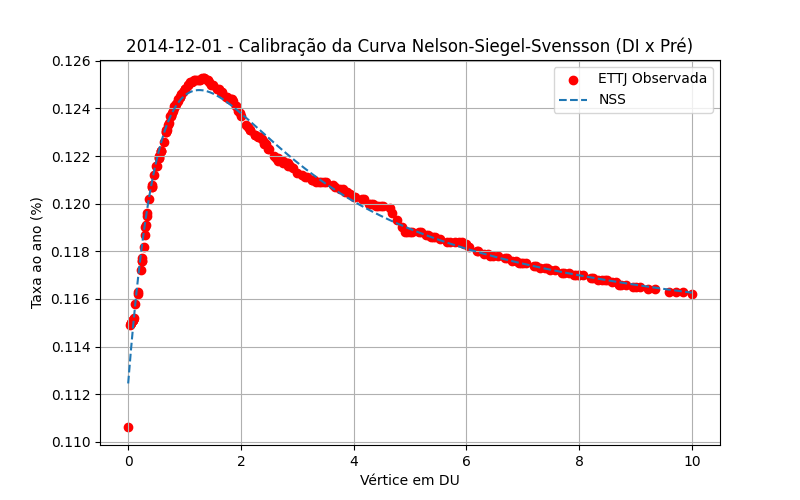 2014-12-01 - Calibração da Curva Nelson-Siegel-Svensson (DI x Pré)
ETTJ Observada
NSS
Taxa ao ano (%)
0.126
0.124
0.122
0.120
0.118
0.116
0.114
0.112
0.110
0 2 4 6 8 10
Vértice em DU